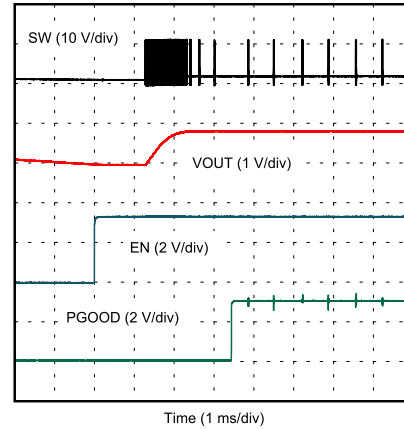 SW (10 V/div)
VOUT (1 V/div)
EN (2 V/div)
PGOOD (2 V/div)
Time (1 ms/div)